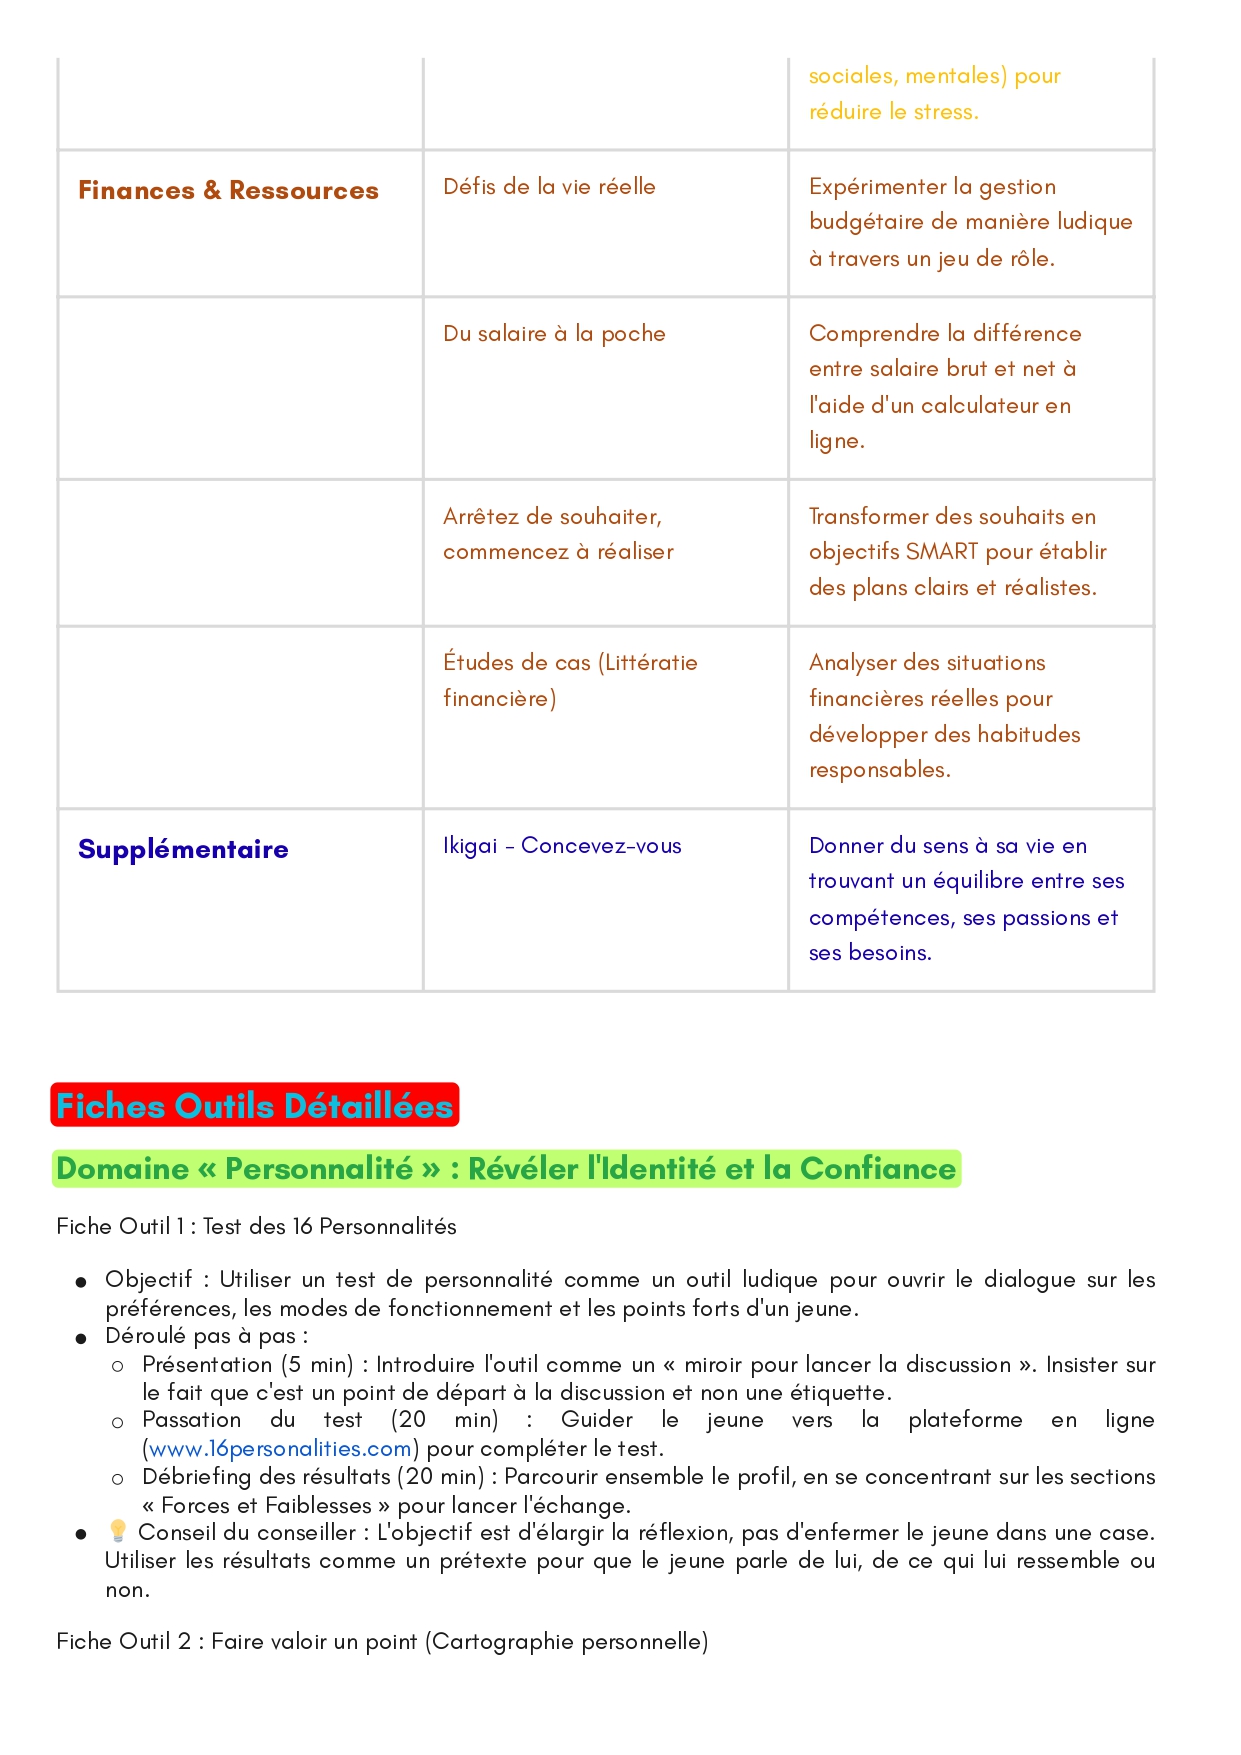 sociales, mentales) pour
réduire le stress.
Finances & Ressources
Défis de la vie réelle
Expérimenter la gestion
budgétaire de manière ludique
à travers un jeu de rôle.
Du salaire à la poche
Comprendre la différence
entre salaire brut et net à
l'aide d'un calculateur en
ligne.
Arrêtez de souhaiter,
commencez à réaliser
Transformer des souhaits en
objectifs SMART pour établir
des plans clairs et réalistes.
Études de cas (Littératie
financière)
Analyser des situations
financières réelles pour
développer des habitudes
responsables.
Supplémentaire
Ikigai - Concevez-vous
Donner du sens à sa vie en
trouvant un équilibre entre ses
compétences, ses passions et
ses besoins.
Fiches Outils Détaillées
Domaine « Personnalité » : Révéler l'Identité et la Confiance
Fiche Outil 1 : Test des 16 Personnalités
● Objectif : Utiliser un test de personnalité comme un outil ludique pour ouvrir le dialogue sur les
préférences, les modes de fonctionnement et les points forts d'un jeune.
● Déroulé pas à pas :
○ Présentation (5 min) : Introduire l'outil comme un « miroir pour lancer la discussion ». Insister sur
le fait que c'est un point de départ à la discussion et non une étiquette.
○ Passation du test (20 min) : Guider le jeune vers la plateforme en ligne
(www.16personalities.com) pour compléter le test.
○ Débriefing des résultats (20 min) : Parcourir ensemble le profil, en se concentrant sur les sections
« Forces et Faiblesses » pour lancer l'échange.
● 💡 Conseil du conseiller : L'objectif est d'élargir la réflexion, pas d'enfermer le jeune dans une case.
Utiliser les résultats comme un prétexte pour que le jeune parle de lui, de ce qui lui ressemble ou
non.
Fiche Outil 2 : Faire valoir un point (Cartographie personnelle)